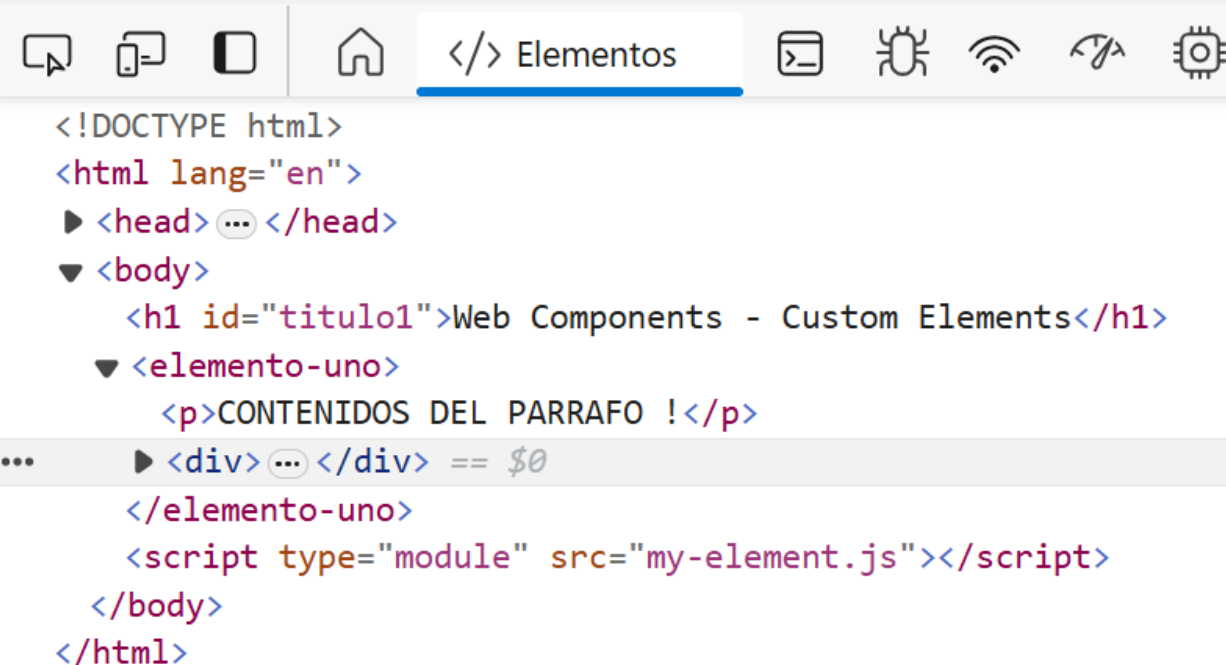 </> Elementos
<!DOCTYPE html>
<html lang="en">
<head> ••• </head>
<body>
<h1 id="titulo1">Web Components - Custom Elements</h1>
<elemento-uno>
<p>CONTENIDOS DEL PARRAFO !</p>
••• <div> ••• </div> == $0
</elemento-uno>
<script type="module" src="my-element.js"></script>
</body>
</html>